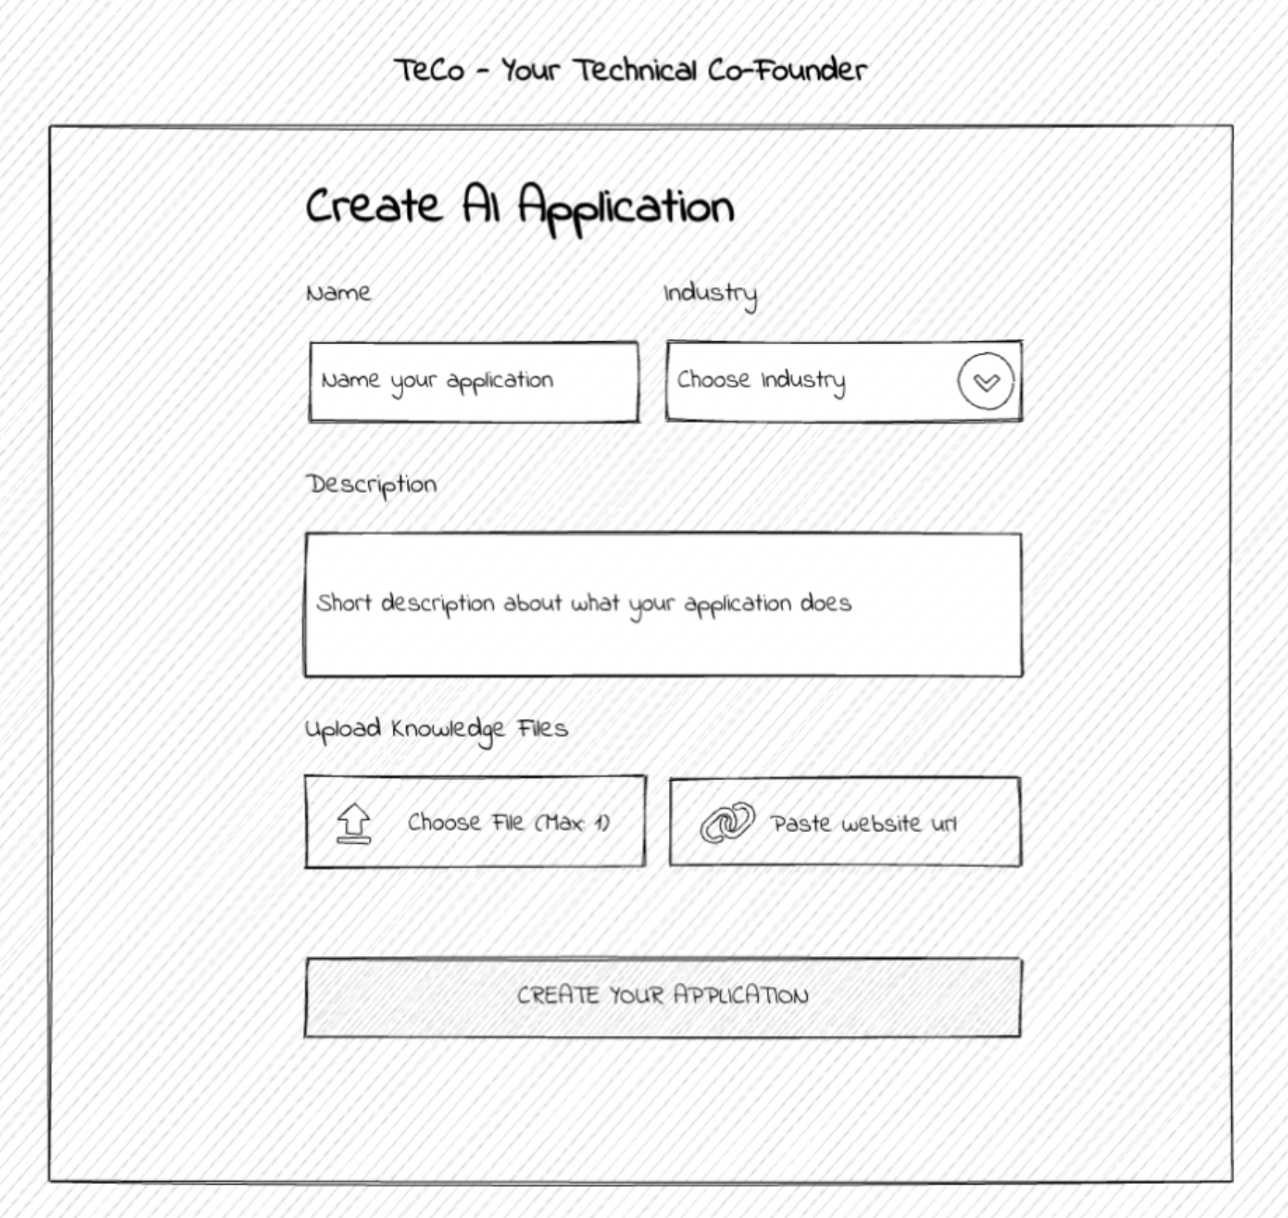 TeCo - Your Technical Co-Founder
Create AI Application
Name
Industry
Name your application
Choose Industry
Description
Short description about what your application does
Upload Knowledge Files
Choose File (Max 1)
Paste website url
CREATE YOUR APPLICATION